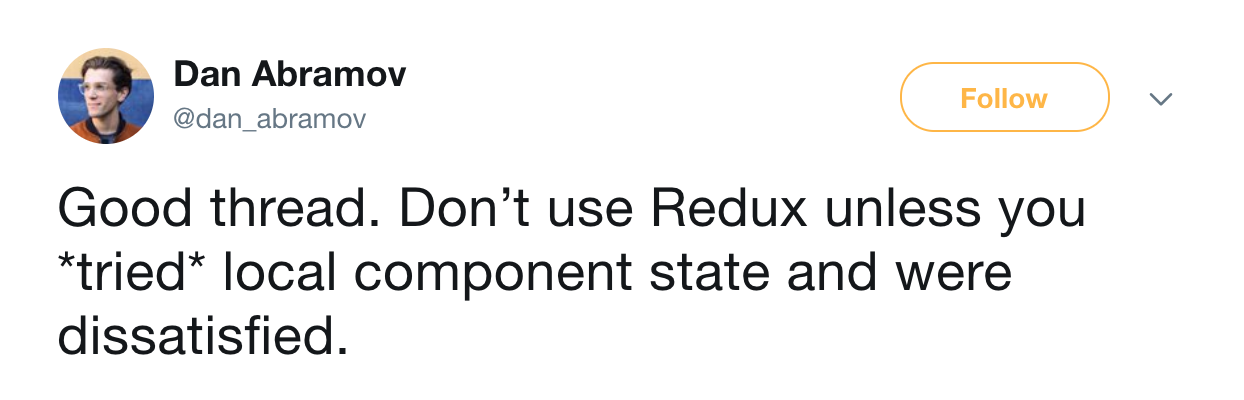 Dan Abramov
@dan_abramov
Follow
Good thread. Don’t use Redux unless you
*tried* local component state and were
dissatisfied.